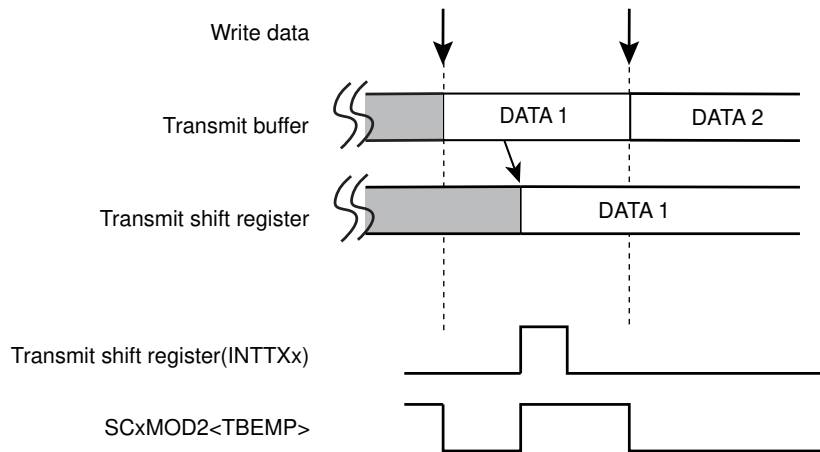 Write data
Transmit buffer
DATA 1
DATA 2
Transmit shift register
DATA 1
Transmit shift register(INTTXx)
SCxMOD2<TBEMP>